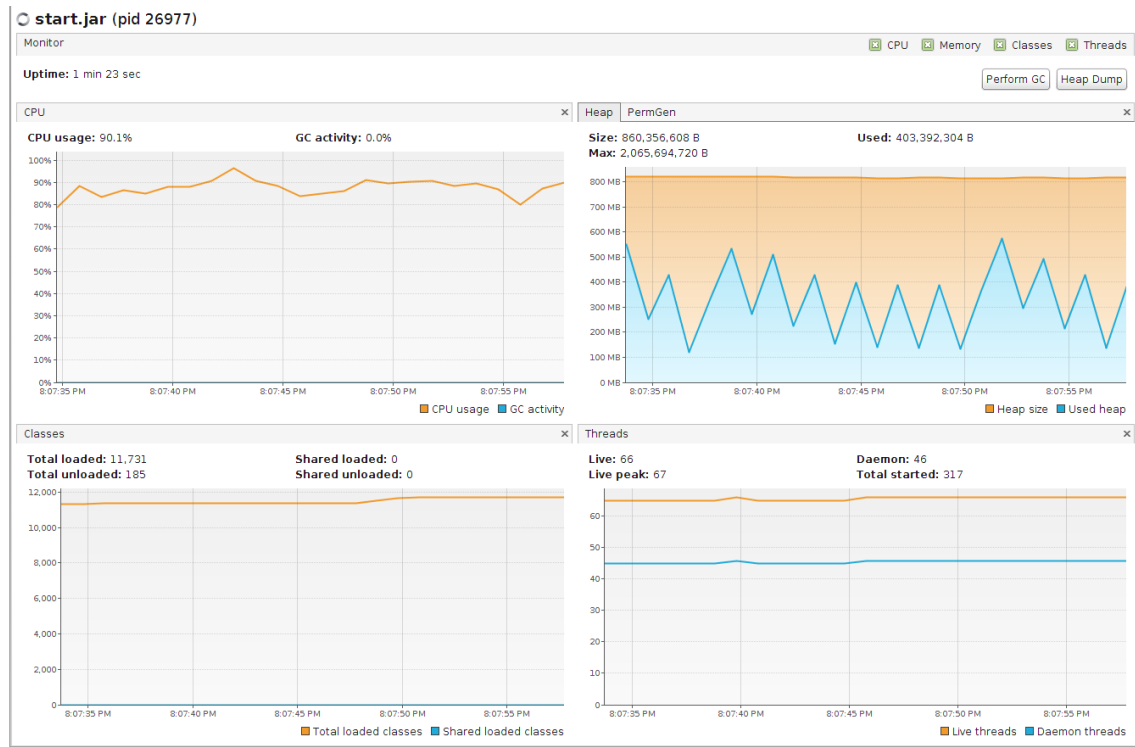 start.jar (pid 26977)
Monitor
CPU Memory Classes Threads
Uptime: 1 min 23 sec
Perform GC Heap Dump
CPU
CPU usage: 90.1% GC activity: 0.0%
100%
90%
80%
70%
60%
50%
40%
30%
20%
10%
0%
8:07:35 PM 8:07:40 PM 8:07:45 PM 8:07:50 PM 8:07:55 PM
CPU usage GC activity
Heap PermGen
Size: 860,356,608 B Used: 403,392,304 B
Max: 2,065,694,720 B
800 MB
700 MB
600 MB
500 MB
400 MB
300 MB
200 MB
100 MB
0 MB
8:07:35 PM 8:07:40 PM 8:07:45 PM 8:07:50 PM 8:07:55 PM
Heap size Used heap
Classes
Total loaded: 11,731 Shared loaded: 0
Total unloaded: 185 Shared unloaded: 0
12,000
10,000
8,000
6,000
4,000
2,000
0
8:07:35 PM 8:07:40 PM 8:07:45 PM 8:07:50 PM 8:07:55 PM
Total loaded classes Shared loaded classes
Threads
Live: 66 Daemon: 46
Live peak: 67 Total started: 317
60
50
40
30
20
10
0
8:07:35 PM 8:07:40 PM 8:07:45 PM 8:07:50 PM 8:07:55 PM
Live threads Daemon threads